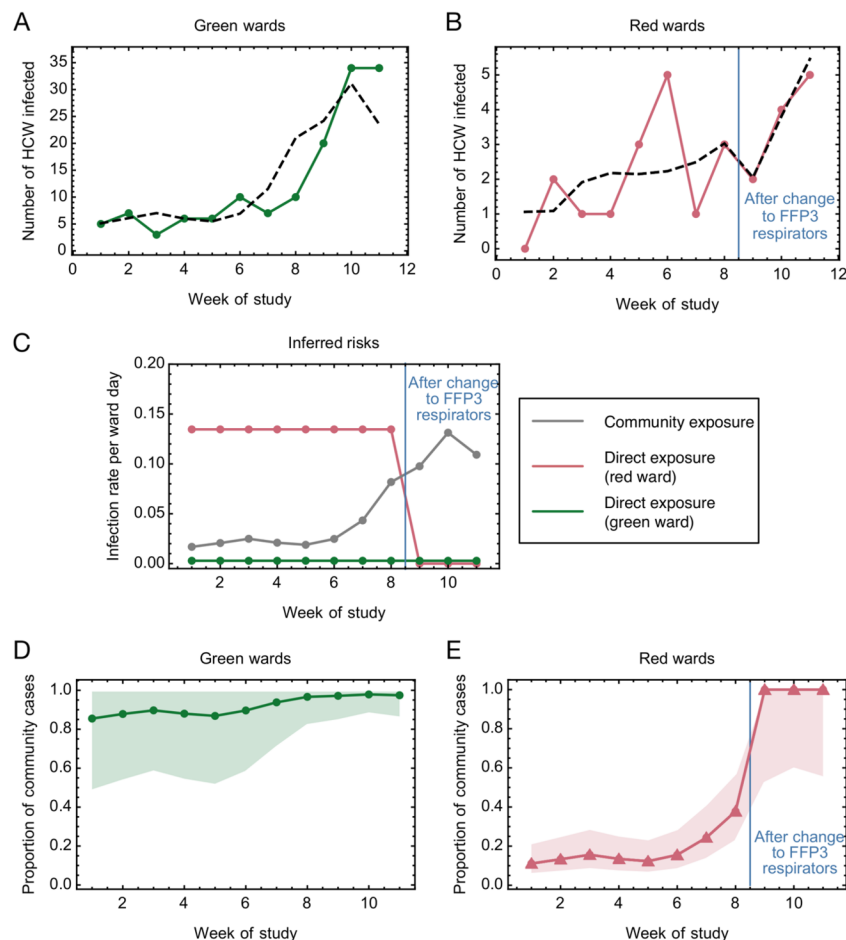 A
Green wards
Number of HCW infected
35
30
25
20
15
10
5
0
0 2 4 6 8 10 12
Week of study
B
Red wards
Number of HCW infected
5
4
3
2
1
0
After change
to FFP3
respirators
0 2 4 6 8 10 12
Week of study
C
Inferred risks
Infection rate per ward day
0.20
0.15
0.10
0.05
0.00
After change
to FFP3
respirators
2 4 6 8 10
Week of study
Community exposure
Direct exposure
(red ward)
Direct exposure
(green ward)
D
Green wards
Proportion of community cases
1.0
0.8
0.6
0.4
0.2
0.0
2 4 6 8 10
Week of study
E
Red wards
Proportion of community cases
1.0
0.8
0.6
0.4
0.2
0.0
After change
to FFP3
respirators
2 4 6 8 10
Week of study